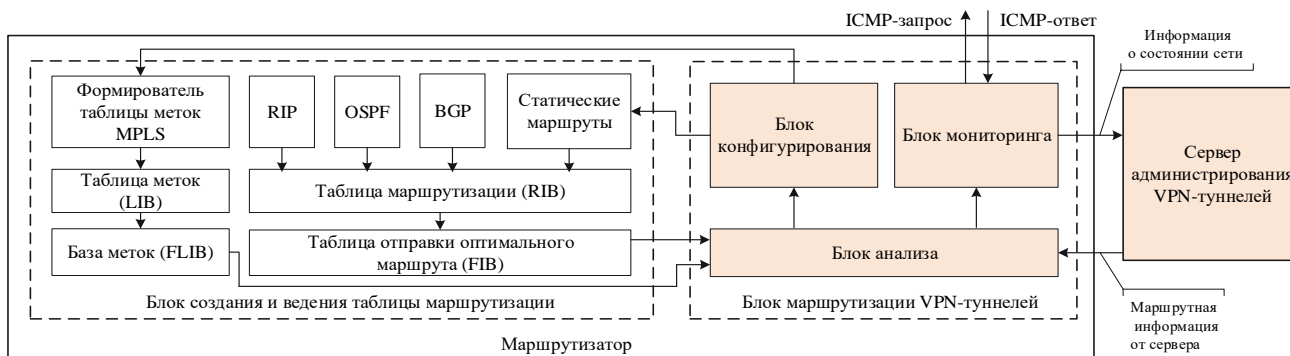 ICMP-запрос
ICMP-ответ
Информация
о состоянии сети
Формирователь
таблицы меток
MPLS
RIP
OSPF
BGP
Статические
маршруты
Блок
конфигурирования
Блок мониторинга
Сервер
администрирования
VPN-туннелей
Таблица меток
(LIB)
Таблица маршрутизации (RIB)
База меток (FLIB)
Таблица отправки оптимального
маршрута (FIB)
Блок анализа
Блок создания и ведения таблицы маршрутизации
Блок маршрутизации VPN-туннелей
Маршрутная
информация
от сервера
Маршрутизатор